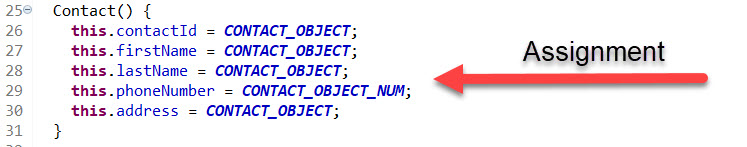 25 Contact() {
26 this.contactId = CONTACT_OBJECT;
27 this.firstName = CONTACT_OBJECT;
28 this.lastName = CONTACT_OBJECT;
29 this.phoneNumber = CONTACT_OBJECT_NUM;
30 this.address = CONTACT_OBJECT;
31 }
Assignment